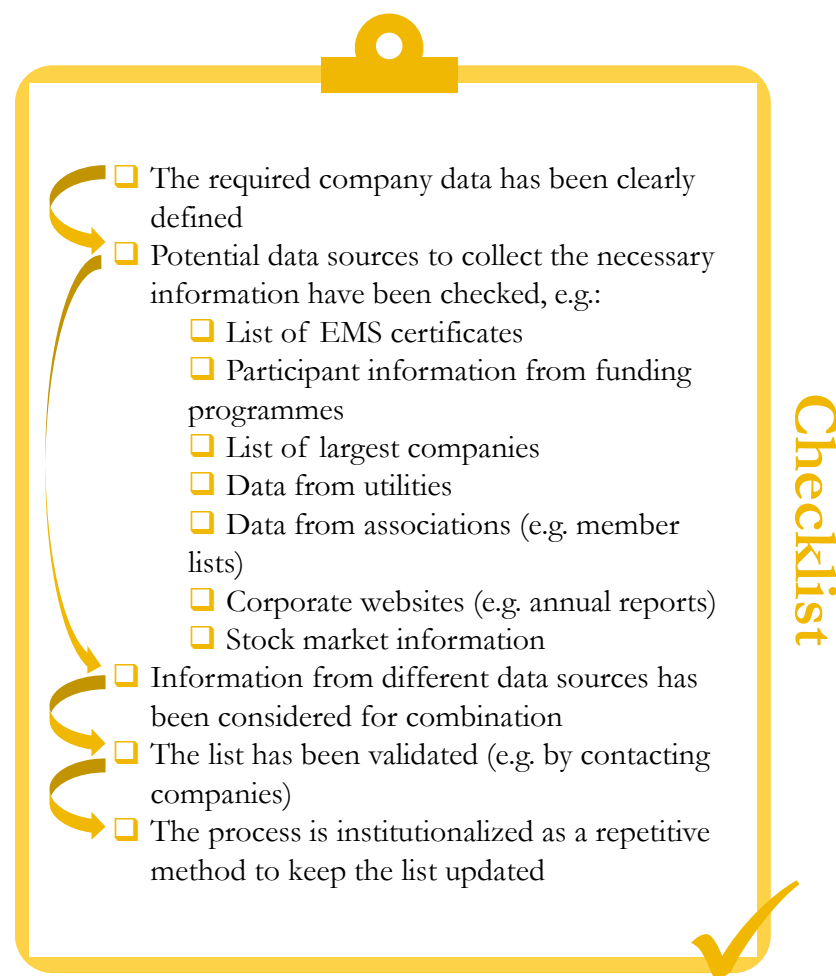 The required company data has been clearly
defined
Potential data sources to collect the necessary
information have been checked, e.g.:
List of EMS certificates
Participant information from funding
programmes
List of largest companies
Data from utilities
Data from associations (e.g. member
lists)
Corporate websites (e.g. annual reports)
Stock market information
Information from different data sources has
been considered for combination
The list has been validated (e.g. by contacting
companies)
The process is institutionalized as a repetitive
method to keep the list updated
Checklist